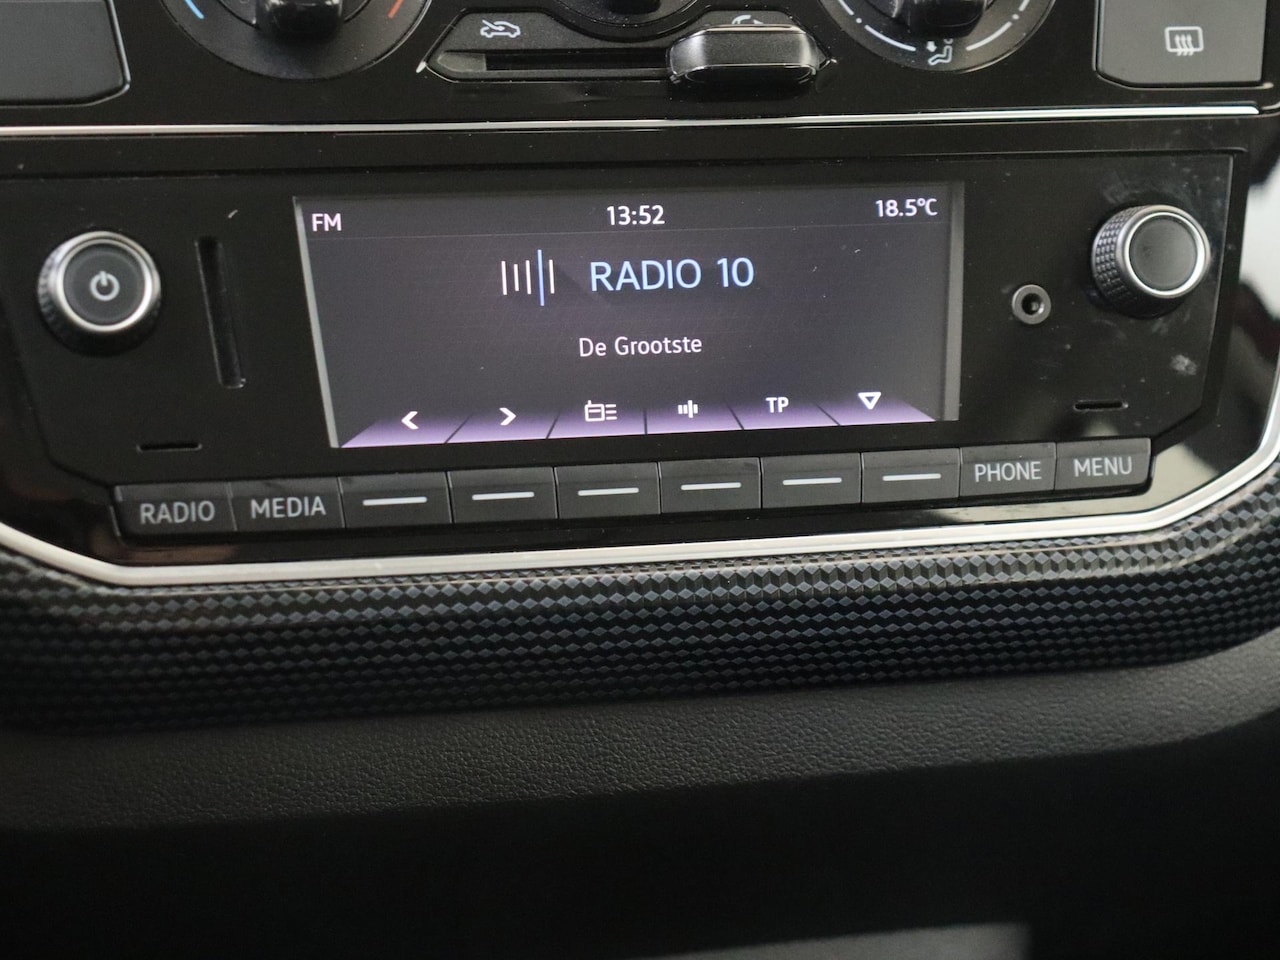 FM 13:52 18.5°C
RADIO 10
De Grootste
TP
RADIO MEDIA PHONE MENU